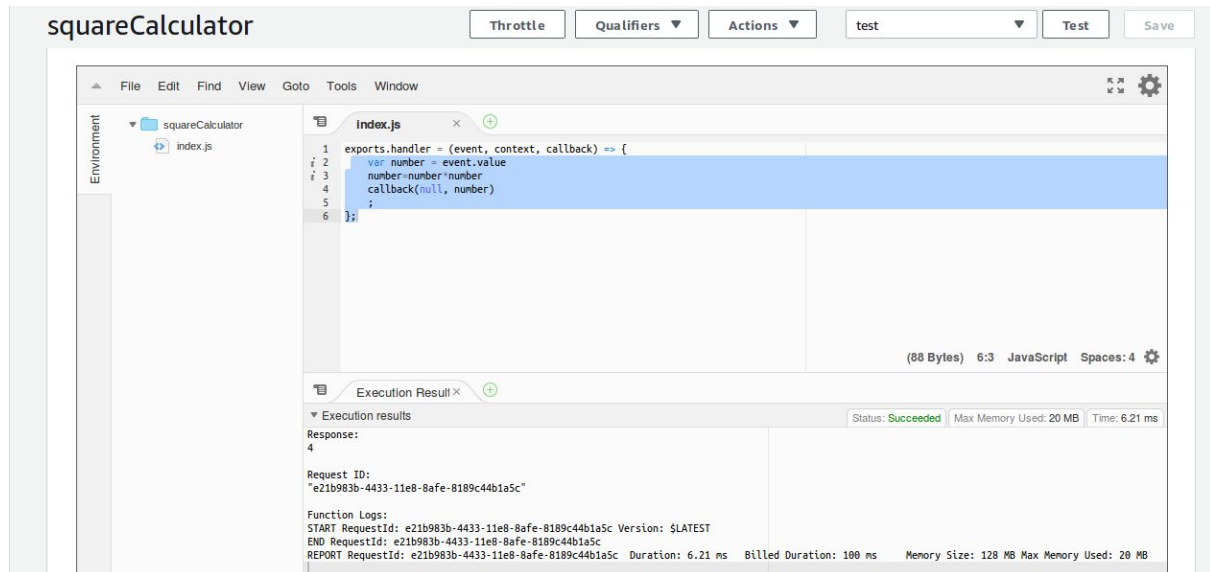 squareCalculator
Throttle Qualifiers Actions test Test Save
File Edit Find View Goto Tools Window
Environment
squareCalculator
index.js
index.js
1 exports.handler = (event, context, callback) => {
i 2 var number = event.value
i 3 number=number*number
4 callback(null, number)
5 ;
6 };
(88 Bytes) 6:3 JavaScript Spaces: 4
Execution Result
Execution results
Status: Succeeded Max Memory Used: 20 MB Time: 6.21 ms
Response:
4
Request ID:
"e21b983b-4433-11e8-8afe-8189c44b1a5c"
Function Logs:
START RequestId: e21b983b-4433-11e8-8afe-8189c44b1a5c Version: $LATEST
END RequestId: e21b983b-4433-11e8-8afe-8189c44b1a5c
REPORT RequestId: e21b983b-4433-11e8-8afe-8189c44b1a5c Duration: 6.21 ms Billed Duration: 100 ms Memory Size: 128 MB Max Memory Used: 20 MB